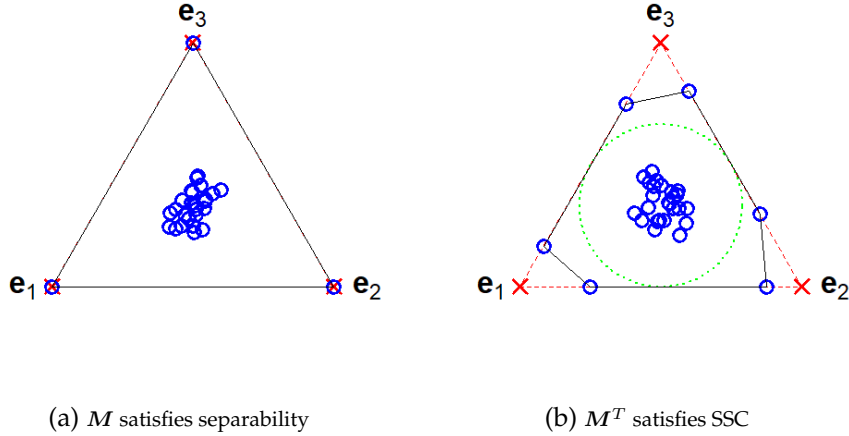 e3 e3
e1 e2 e1 e2
(a) M satisfies separability (b) M^T satisfies SSC